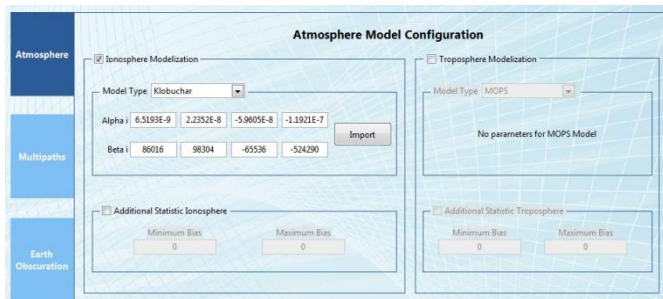 Atmosphere Model Configuration
Atmosphere
Multipaths
Earth
Obscuration
Ionosphere Modelization
Model Type Klobuchar
Alpha i 6.5193E-9 2.2352E-8 -5.9605E-8 -1.1921E-7
Beta i 86016 98304 -65536 -524290
Import
Additional Statistic Ionosphere
Minimum Bias Maximum Bias
0 0
Troposphere Modelization
Model Type MOPS
No parameters for MOPS Model
Additional Statistic Troposphere
Minimum Bias Maximum Bias
0 0